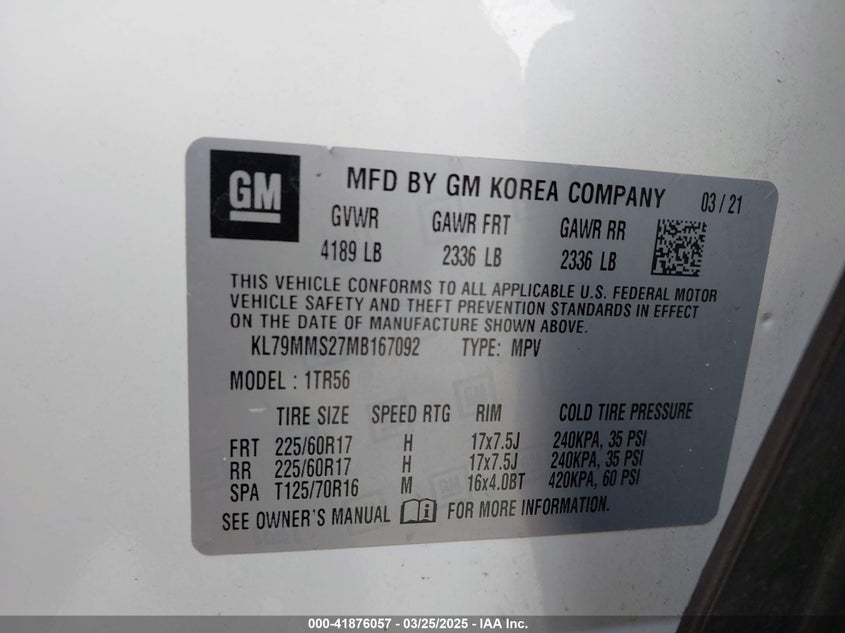 GM
MFD BY GM KOREA COMPANY 03 / 21
GVWR GAWR FRT GAWR RR
4189 LB 2336 LB 2336 LB
THIS VEHICLE CONFORMS TO ALL APPLICABLE U.S. FEDERAL MOTOR
VEHICLE SAFETY AND THEFT PREVENTION STANDARDS IN EFFECT
ON THE DATE OF MANUFACTURE SHOWN ABOVE.
KL79MMS27MB167092 TYPE: MPV
MODEL : 1TR56
TIRE SIZE SPEED RTG RIM COLD TIRE PRESSURE
FRT 225/60R17 H 17x7.5J 240KPA, 35 PSI
RR 225/60R17 H 17x7.5J 240KPA, 35 PSI
SPA T125/70R16 M 16x4.0BT 420KPA, 60 PSI
SEE OWNER'S MANUAL FOR MORE INFORMATION.
000-41876057 - 03/25/2025 - IAA Inc.